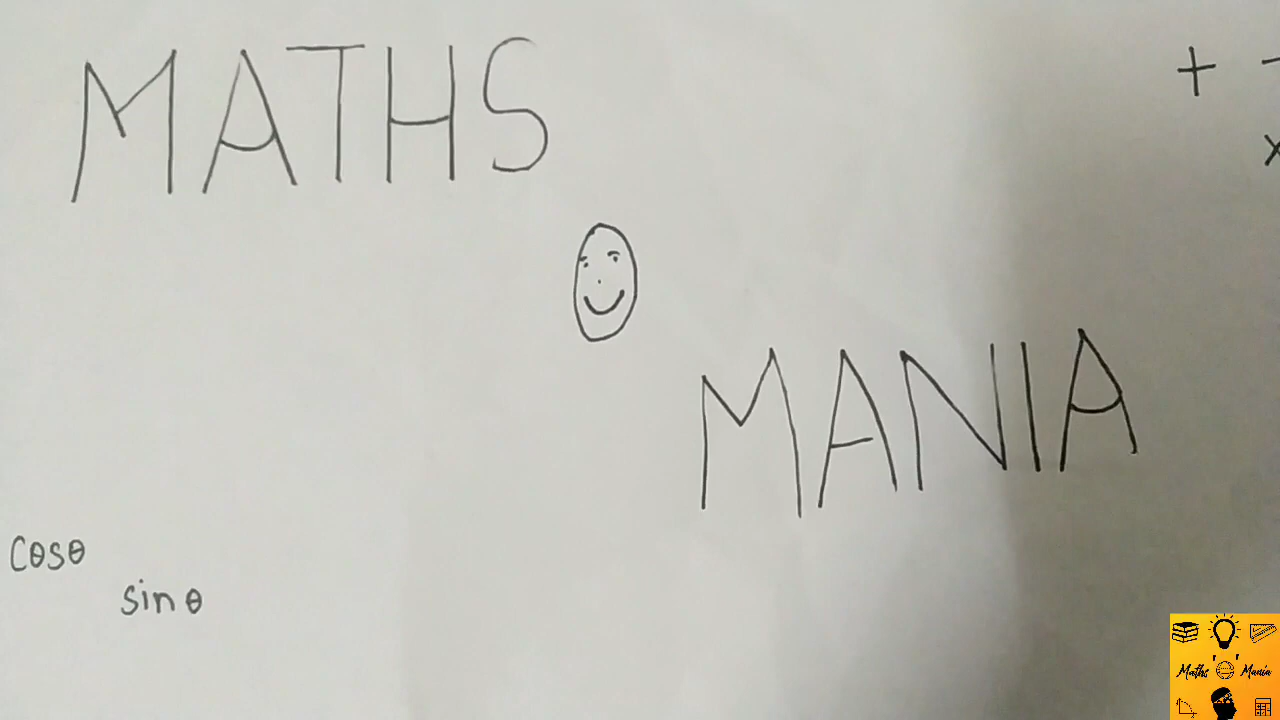 MATHS
+ -
x
MANIA
cosθ
sinθ
Maths Mania